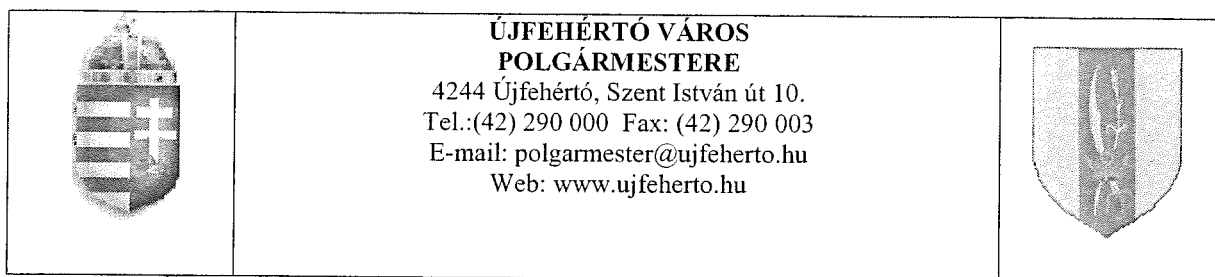 ÚJFEHÉRTÓ VÁROS
POLGÁRMESTERE
4244 Újfehértó, Szent István út 10.
Tel.:(42) 290 000 Fax: (42) 290 003
E-mail: polgarmester@ujfeherto.hu
Web: www.ujfeherto.hu